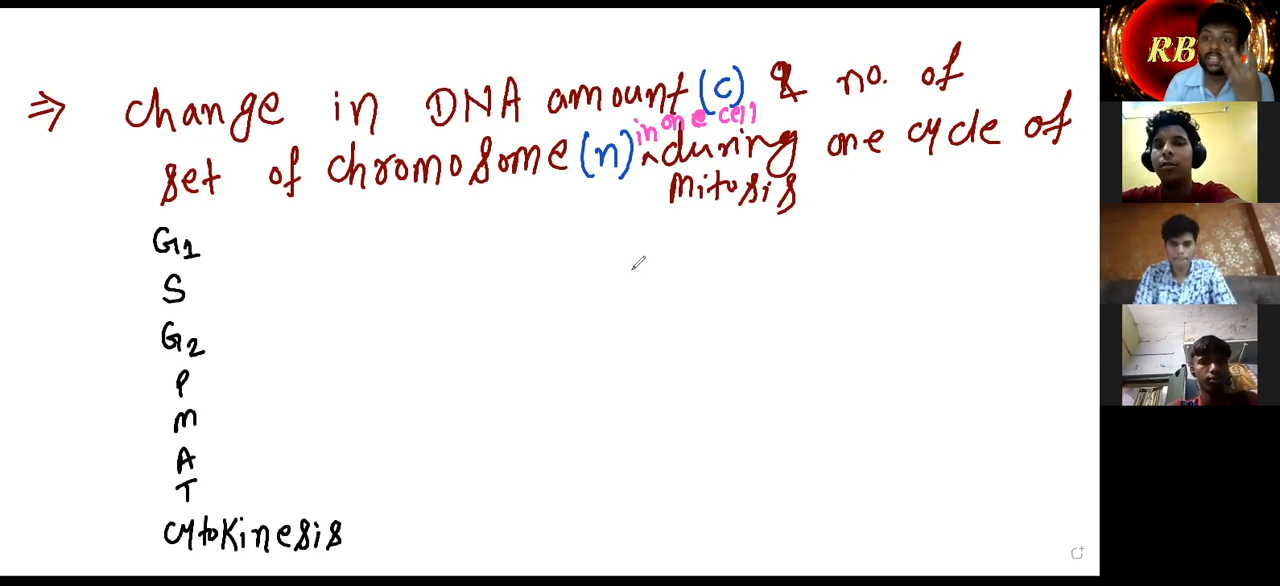 ⇒ Change in DNA amount (c) & no. of
set of chromosome (n) ^ in one cell during one cycle of
Mitosis
G1
S
G2
P
M
A
T
Cytokinesis
RB